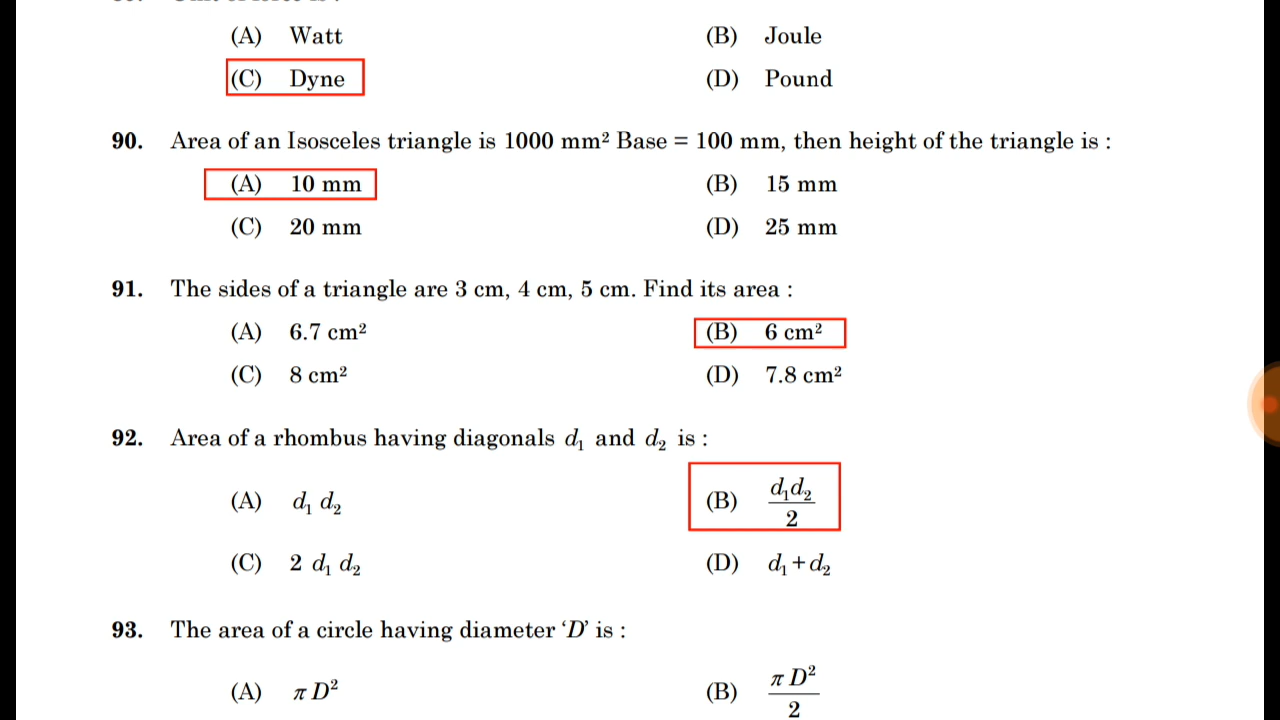 (A) Watt (B) Joule
(C) Dyne (D) Pound
90. Area of an Isosceles triangle is 1000 mm² Base = 100 mm, then height of the triangle is :
(A) 10 mm (B) 15 mm
(C) 20 mm (D) 25 mm
91. The sides of a triangle are 3 cm, 4 cm, 5 cm. Find its area :
(A) 6.7 cm² (B) 6 cm²
(C) 8 cm² (D) 7.8 cm²
92. Area of a rhombus having diagonals d₁ and d₂ is :
(A) d₁ d₂ (B) d₁d₂/2
(C) 2 d₁ d₂ (D) d₁+d₂
93. The area of a circle having diameter ‘D’ is :
(A) π D² (B) π D²/2